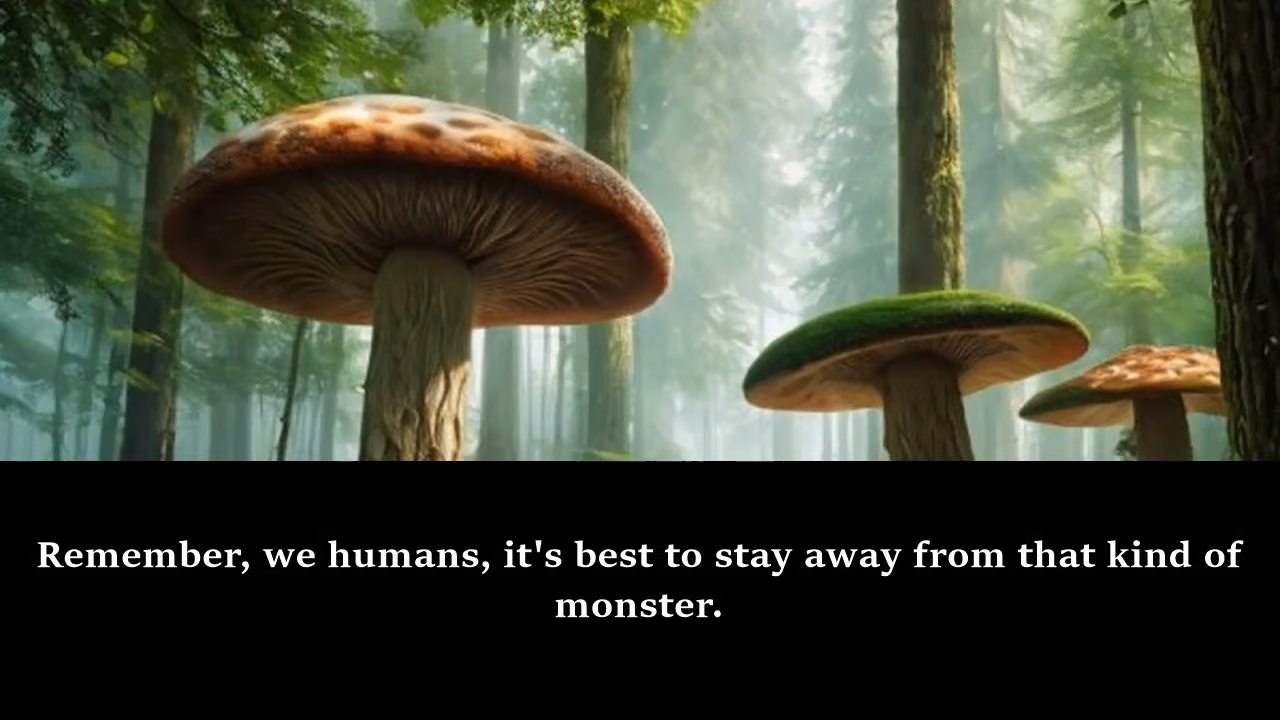 Remember, we humans, it's best to stay away from that kind of
monster.